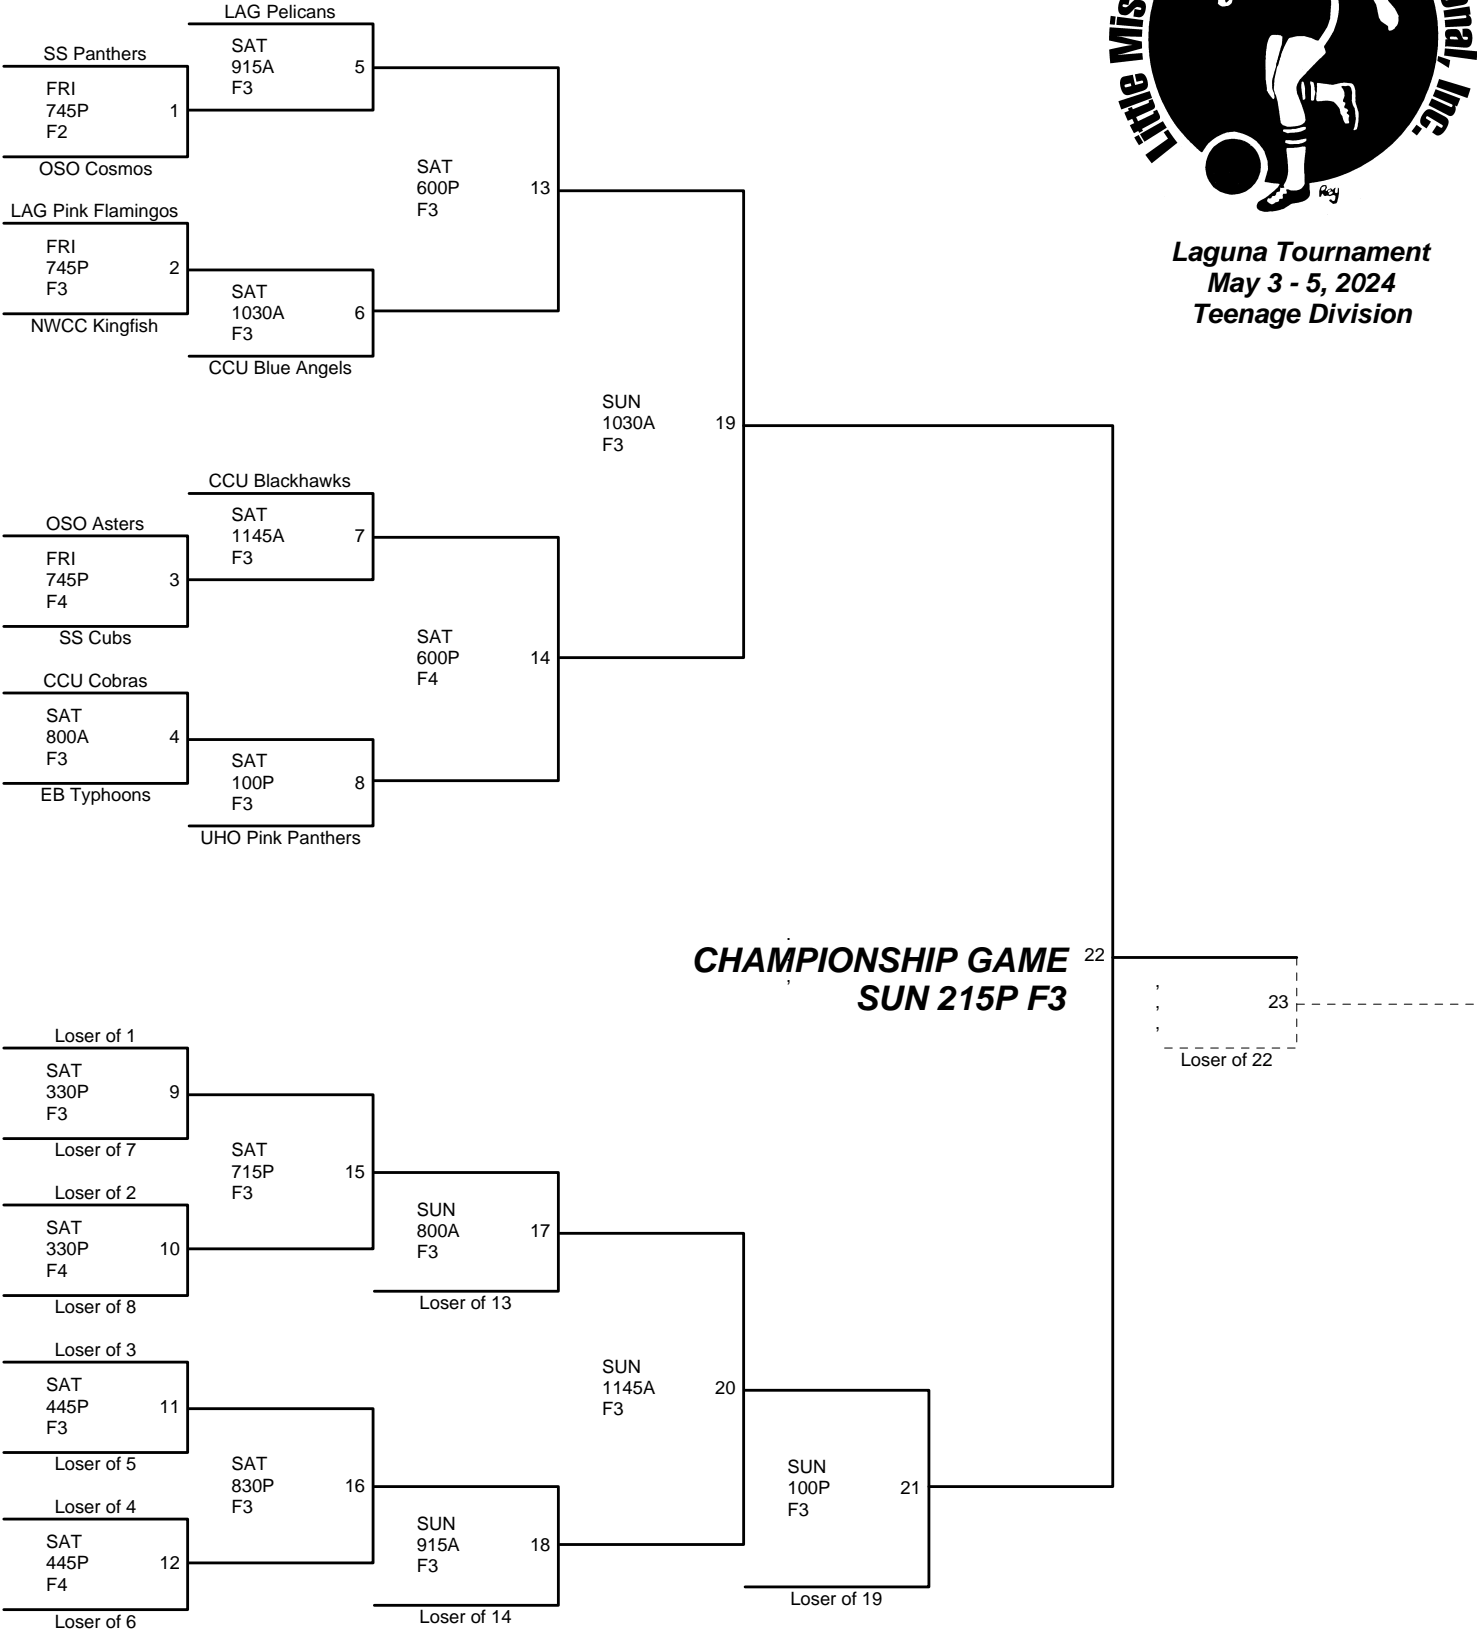 LAG Pelicans
SAT
915A
F3
5
SS Panthers
FRI
745P
F2
1
OSO Cosmos
LAG Pink Flamingos
FRI
745P
F3
2
NWCC Kingfish
SAT
1030A
F3
6
CCU Blue Angels
SAT
600P
F3
13
Little Mis
onal, Inc.
Roy
Laguna Tournament
May 3 - 5, 2024
Teenage Division
SUN
1030A
F3
19
CCU Blackhawks
SAT
1145A
F3
7
OSO Asters
FRI
745P
F4
3
SS Cubs
SAT
600P
F4
14
CCU Cobras
SAT
800A
F3
4
EB Typhoons
SAT
100P
F3
8
UHO Pink Panthers
CHAMPIONSHIP GAME 22
SUN 215P F3
,
,
,
23
Loser of 22
Loser of 1
SAT
330P
F3
9
Loser of 7
SAT
715P
F3
15
Loser of 2
SAT
330P
F4
10
Loser of 8
SUN
800A
F3
17
Loser of 13
Loser of 3
SAT
445P
F3
11
Loser of 5
SAT
830P
F3
16
Loser of 4
SAT
445P
F4
12
Loser of 6
SUN
915A
F3
18
Loser of 14
SUN
1145A
F3
20
SUN
100P
F3
21
Loser of 19